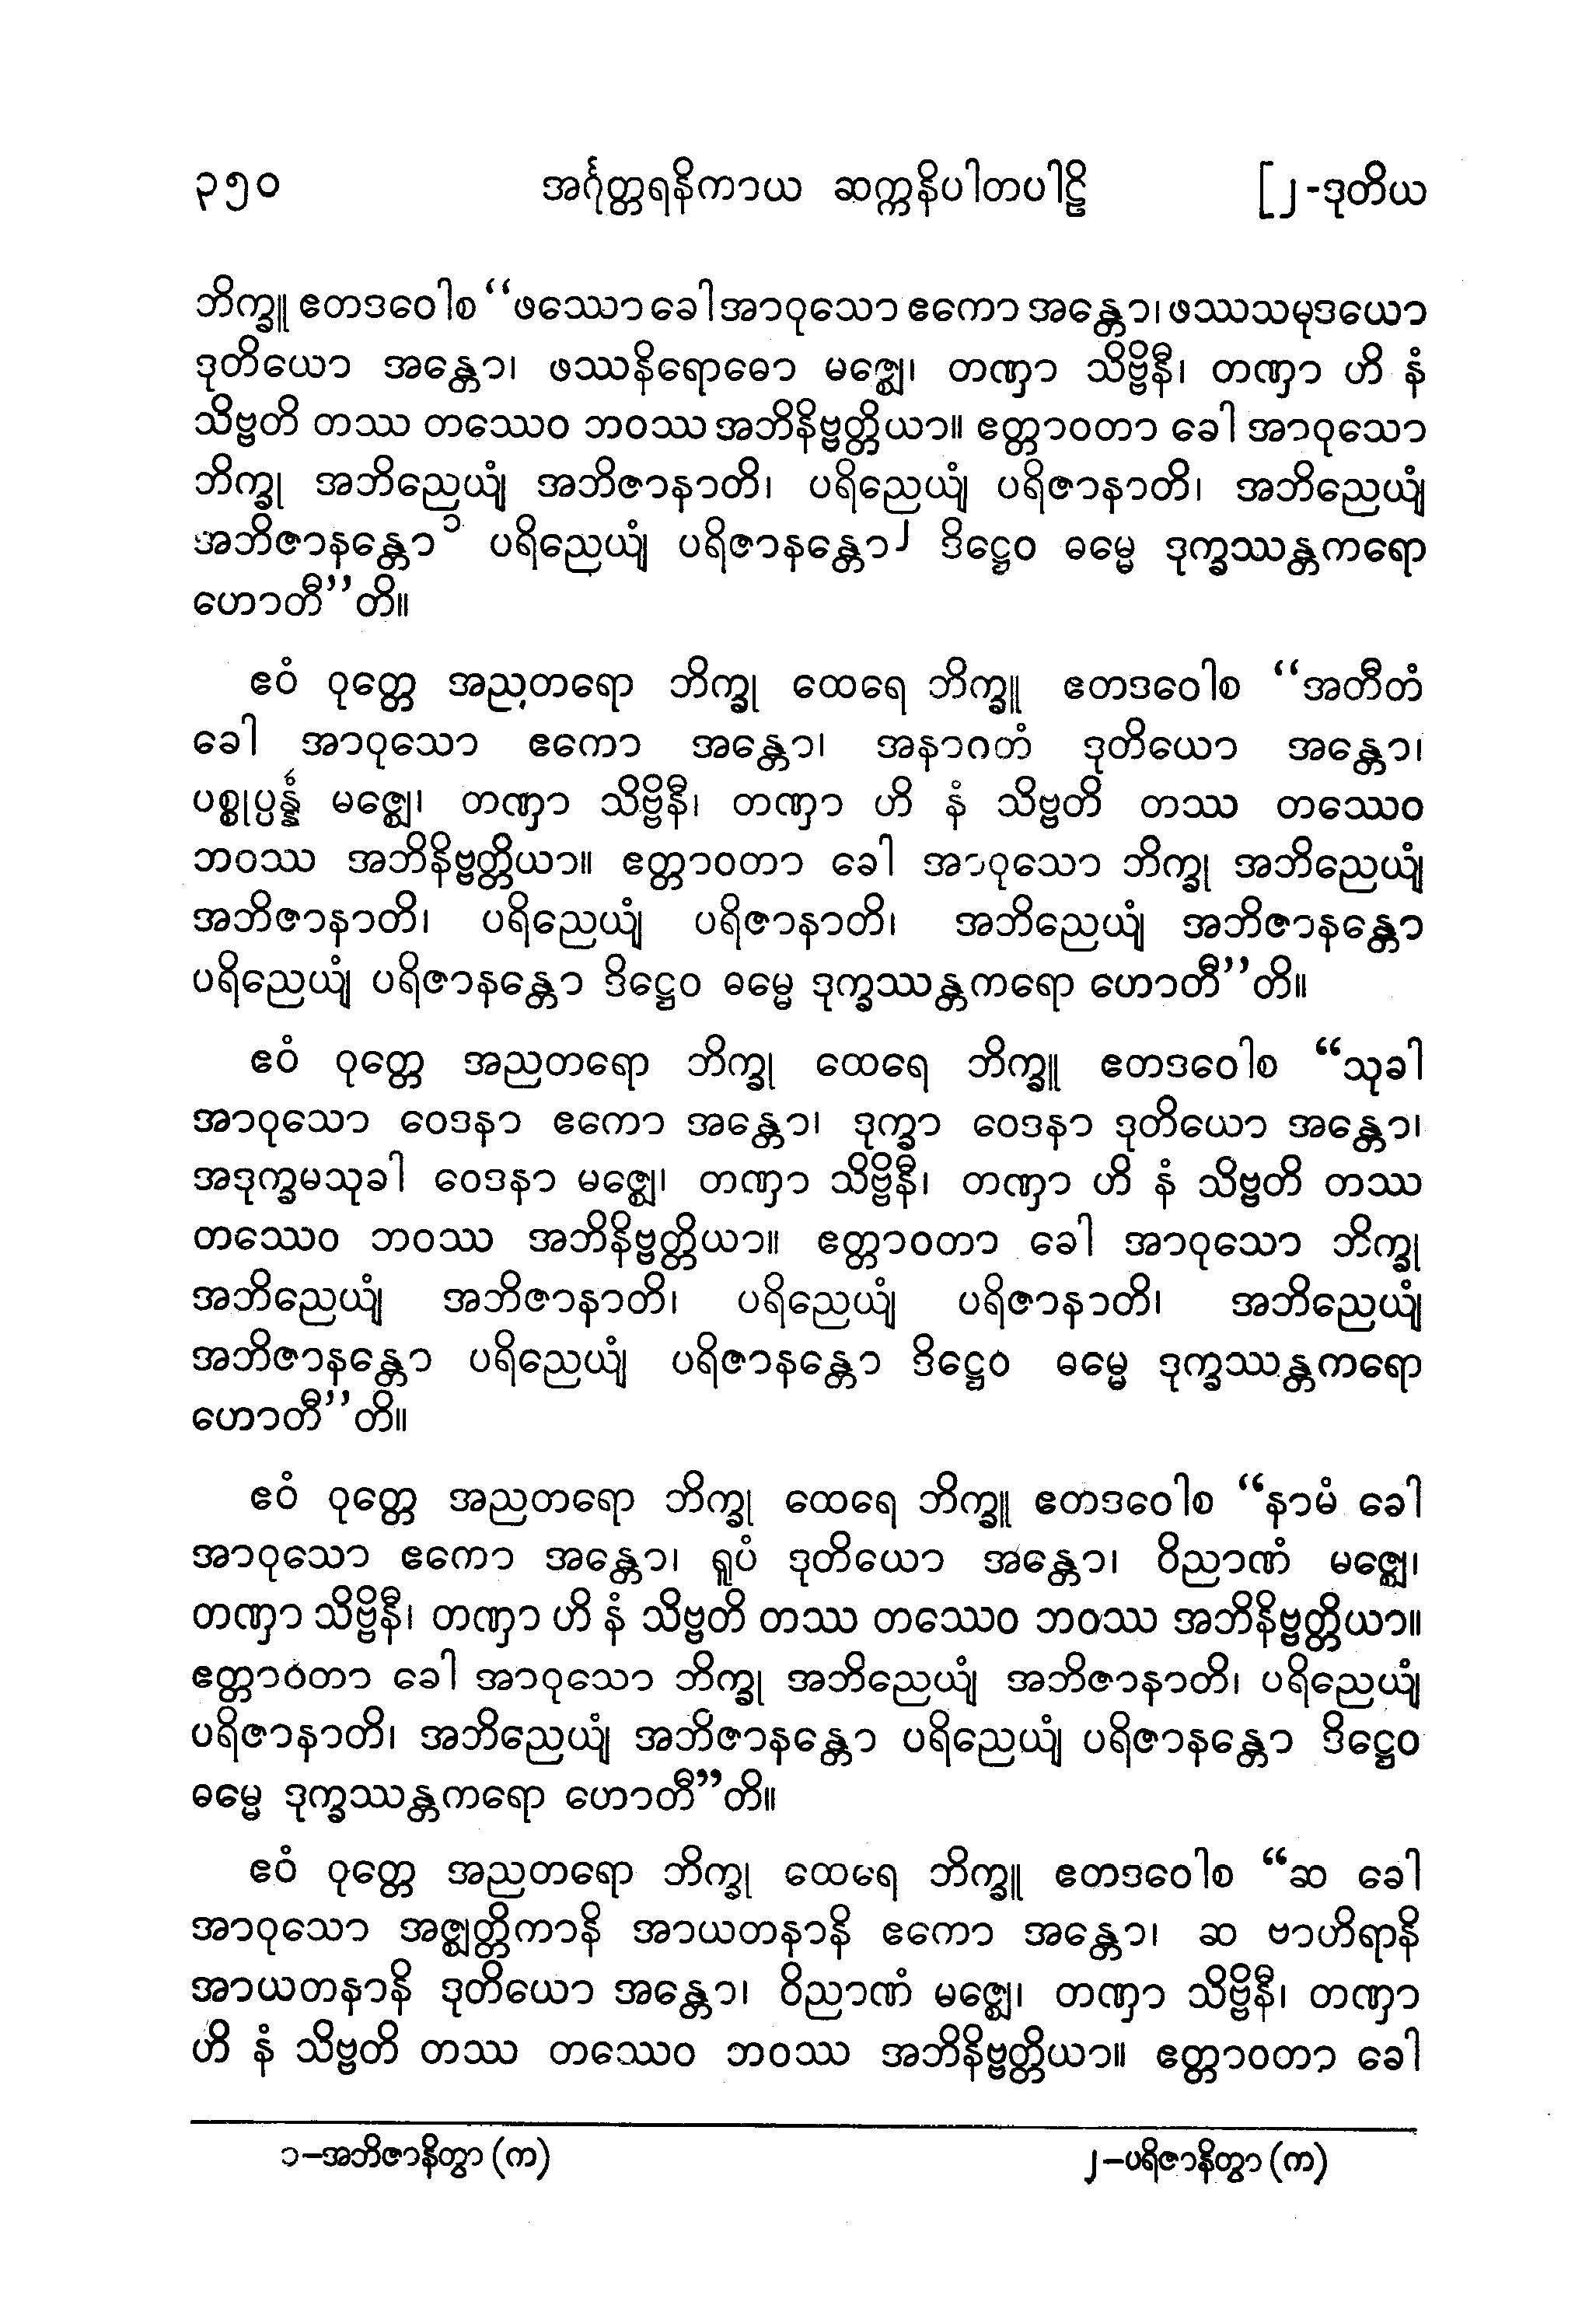 ၃၅၀ အင်္ဂုတ္တရနိကာယ ဆက္ကနိပါတပါဠိ [၂-ဒုတိယ
ဘိက္ခူ ဧတဒဝေါစ “ဖဿော ခေါ အာဝုသော ဧကော အန္တော၊ ဖဿသမုဒယော
ဒုတိယော အန္တော၊ ဖဿနိရောဓော မဇ္ဈေ၊ တဏှာ သိဗ္ဗိနီ၊ တဏှာ ဟိ နံ
သိဗ္ဗတိ တဿ တဿေဝ ဘဝဿ အဘိနိဗ္ဗတ္တိယာ။ ဧတ္တာဝတာ ခေါ အာဝုသော
ဘိက္ခု အဘိညေယျံ အဘိဇာနာတိ၊ ပရိညေယျံ ပရိဇာနာတိ၊ အဘိညေယျံ
အဘိဇာနန္တော၁ ပရိညေယျံ ပရိဇာနန္တော၂ ဒိဋ္ဌေဝ ဓမ္မေ ဒုက္ခဿန္တကရော
ဟောတီ”တိ။
ဧဝံ ဝုတ္တေ အညတရော ဘိက္ခု ထေရေ ဘိက္ခူ ဧတဒဝေါစ “အတီတံ
ခေါ အာဝုသော ဧကော အန္တော၊ အနာဂတံ ဒုတိယော အန္တော၊
ပစ္စုပ္ပန္နံ မဇ္ဈေ၊ တဏှာ သိဗ္ဗိနီ၊ တဏှာ ဟိ နံ သိဗ္ဗတိ တဿ တဿေဝ
ဘဝဿ အဘိနိဗ္ဗတ္တိယာ။ ဧတ္တာဝတာ ခေါ အာဝုသော ဘိက္ခု အဘိညေယျံ
အဘိဇာနာတိ၊ ပရိညေယျံ ပရိဇာနာတိ၊ အဘိညေယျံ အဘိဇာနန္တော
ပရိညေယျံ ပရိဇာနန္တော ဒိဋ္ဌေဝ ဓမ္မေ ဒုက္ခဿန္တကရော ဟောတီ”တိ။
ဧဝံ ဝုတ္တေ အညတရော ဘိက္ခု ထေရေ ဘိက္ခူ ဧတဒဝေါစ “သုခါ
အာဝုသော ဝေဒနာ ဧကော အန္တော၊ ဒုက္ခာ ဝေဒနာ ဒုတိယော အန္တော၊
အဒုက္ခမသုခါ ဝေဒနာ မဇ္ဈေ၊ တဏှာ သိဗ္ဗိနီ၊ တဏှာ ဟိ နံ သိဗ္ဗတိ တဿ
တဿေဝ ဘဝဿ အဘိနိဗ္ဗတ္တိယာ။ ဧတ္တာဝတာ ခေါ အာဝုသော ဘိက္ခု
အဘိညေယျံ အဘိဇာနာတိ၊ ပရိညေယျံ ပရိဇာနာတိ၊ အဘိညေယျံ
အဘိဇာနန္တော ပရိညေယျံ ပရိဇာနန္တော ဒိဋ္ဌေဝ ဓမ္မေ ဒုက္ခဿန္တကရော
ဟောတီ”တိ။
ဧဝံ ဝုတ္တေ အညတရော ဘိက္ခု ထေရေ ဘိက္ခူ ဧတဒဝေါစ “နာမံ ခေါ
အာဝုသော ဧကော အန္တော၊ ရူပံ ဒုတိယော အန္တော၊ ဝိညာဏံ မဇ္ဈေ၊
တဏှာ သိဗ္ဗိနီ၊ တဏှာ ဟိ နံ သိဗ္ဗတိ တဿ တဿေဝ ဘဝဿ အဘိနိဗ္ဗတ္တိယာ။
ဧတ္တာဝတာ ခေါ အာဝုသော ဘိက္ခု အဘိညေယျံ အဘိဇာနာတိ၊ ပရိညေယျံ
ပရိဇာနာတိ၊ အဘိညေယျံ အဘိဇာနန္တော ပရိညေယျံ ပရိဇာနန္တော ဒိဋ္ဌေဝ
ဓမ္မေ ဒုက္ခဿန္တကရော ဟောတီ”တိ။
ဧဝံ ဝုတ္တေ အညတရော ဘိက္ခု ထေရေ ဘိက္ခူ ဧတဒဝေါစ “ဆ ခေါ
အာဝုသော အဇ္ဈတ္တိကာနိ အာယတနာနိ ဧကော အန္တော၊ ဆ ဗာဟိရာနိ
အာယတနာနိ ဒုတိယော အန္တော၊ ဝိညာဏံ မဇ္ဈေ၊ တဏှာ သိဗ္ဗိနီ၊ တဏှာ
ဟိ နံ သိဗ္ဗတိ တဿ တဿေဝ ဘဝဿ အဘိနိဗ္ဗတ္တိယာ။ ဧတ္တာဝတာ ခေါ
၁–အဘိဇာနိတွာ (က) ၂–ပရိဇာနိတွာ (က)